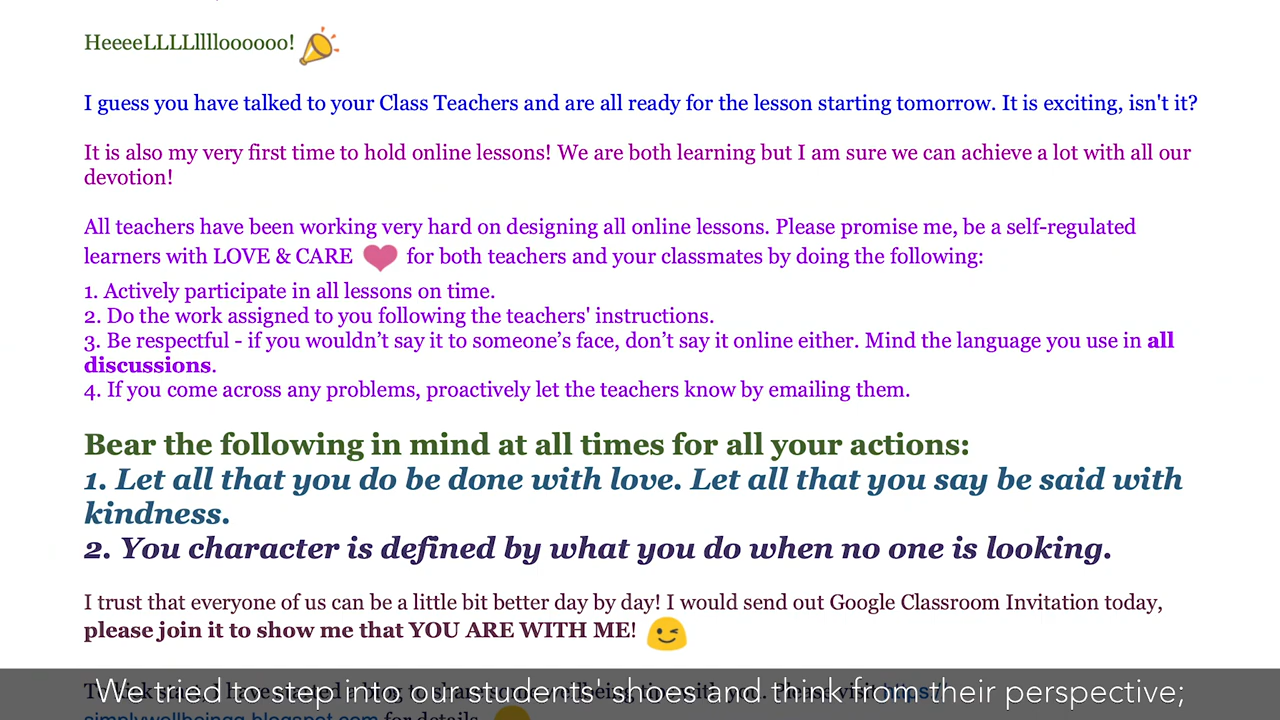 HeeeeLLLLlllloooooo!
I guess you have talked to your Class Teachers and are all ready for the lesson starting tomorrow. It is exciting, isn't it?
It is also my very first time to hold online lessons! We are both learning but I am sure we can achieve a lot with all our
devotion!
All teachers have been working very hard on designing all online lessons. Please promise me, be a self-regulated
learners with LOVE & CARE for both teachers and your classmates by doing the following:
1. Actively participate in all lessons on time.
2. Do the work assigned to you following the teachers' instructions.
3. Be respectful - if you wouldn’t say it to someone’s face, don’t say it online either. Mind the language you use in all
discussions.
4. If you come across any problems, proactively let the teachers know by emailing them.
Bear the following in mind at all times for all your actions:
1. Let all that you do be done with love. Let all that you say be said with
kindness.
2. You character is defined by what you do when no one is looking.
I trust that everyone of us can be a little bit better day by day! I would send out Google Classroom Invitation today,
please join it to show me that YOU ARE WITH ME!
We tried to step into our students' shoes and think from their perspective;